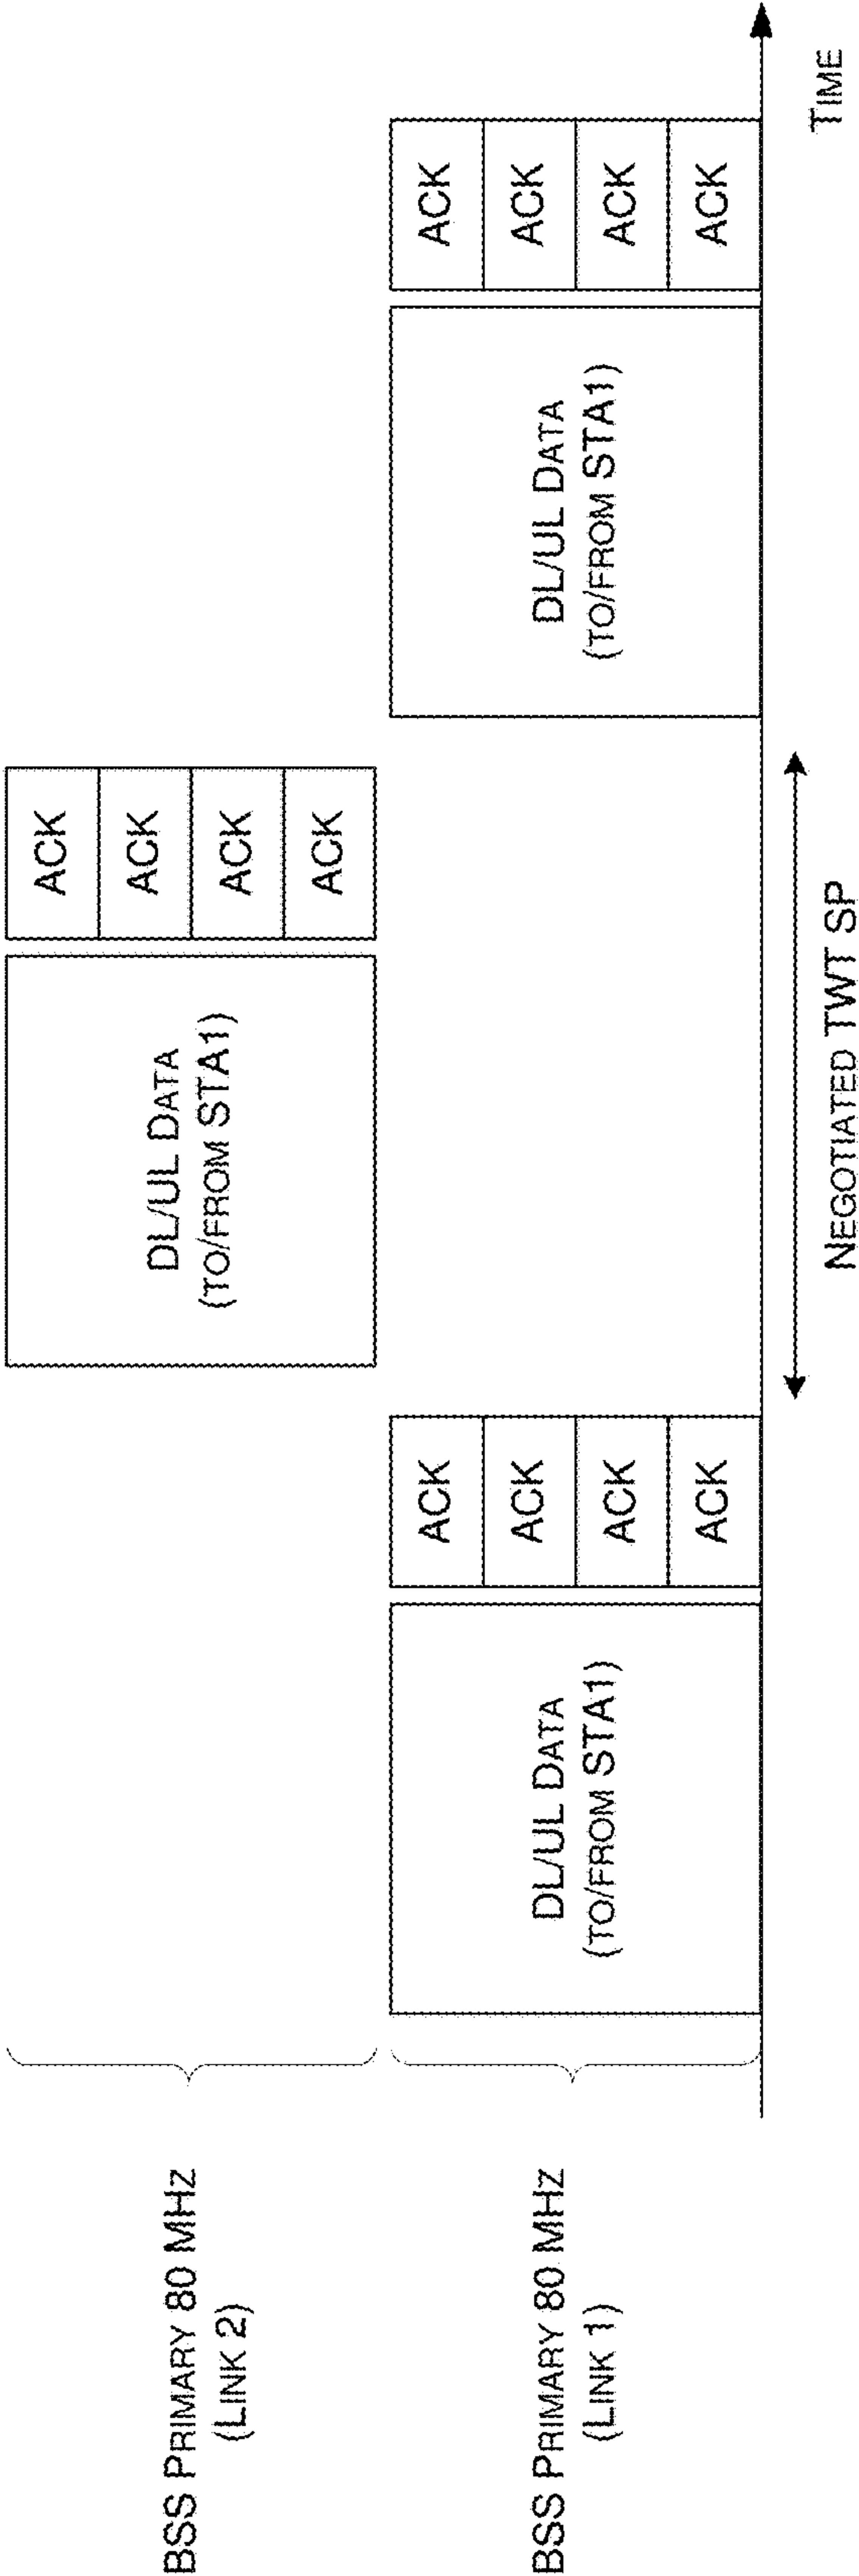 BSS PRIMARY 80 MHZ
(LINK 2)
DL/UL DATA
(TO/FROM STA1)
ACK
ACK
ACK
ACK
BSS PRIMARY 80 MHZ
(LINK 1)
DL/UL DATA
(TO/FROM STA1)
ACK
ACK
ACK
ACK
DL/UL DATA
(TO/FROM STA1)
ACK
ACK
ACK
ACK
NEGOTIATED TWT SP
TIME